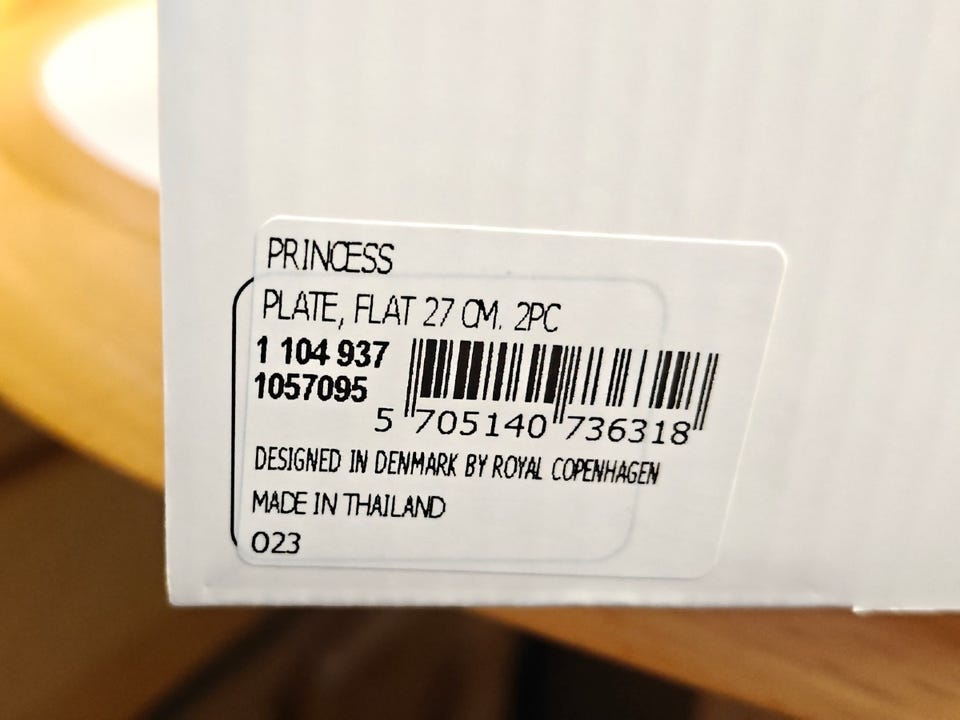 PRINCESS
PLATE, FLAT 27 CM. 2PC
1 104 937
1057095
5 705140 736318
DESIGNED IN DENMARK BY ROYAL COPENHAGEN
MADE IN THAILAND
023